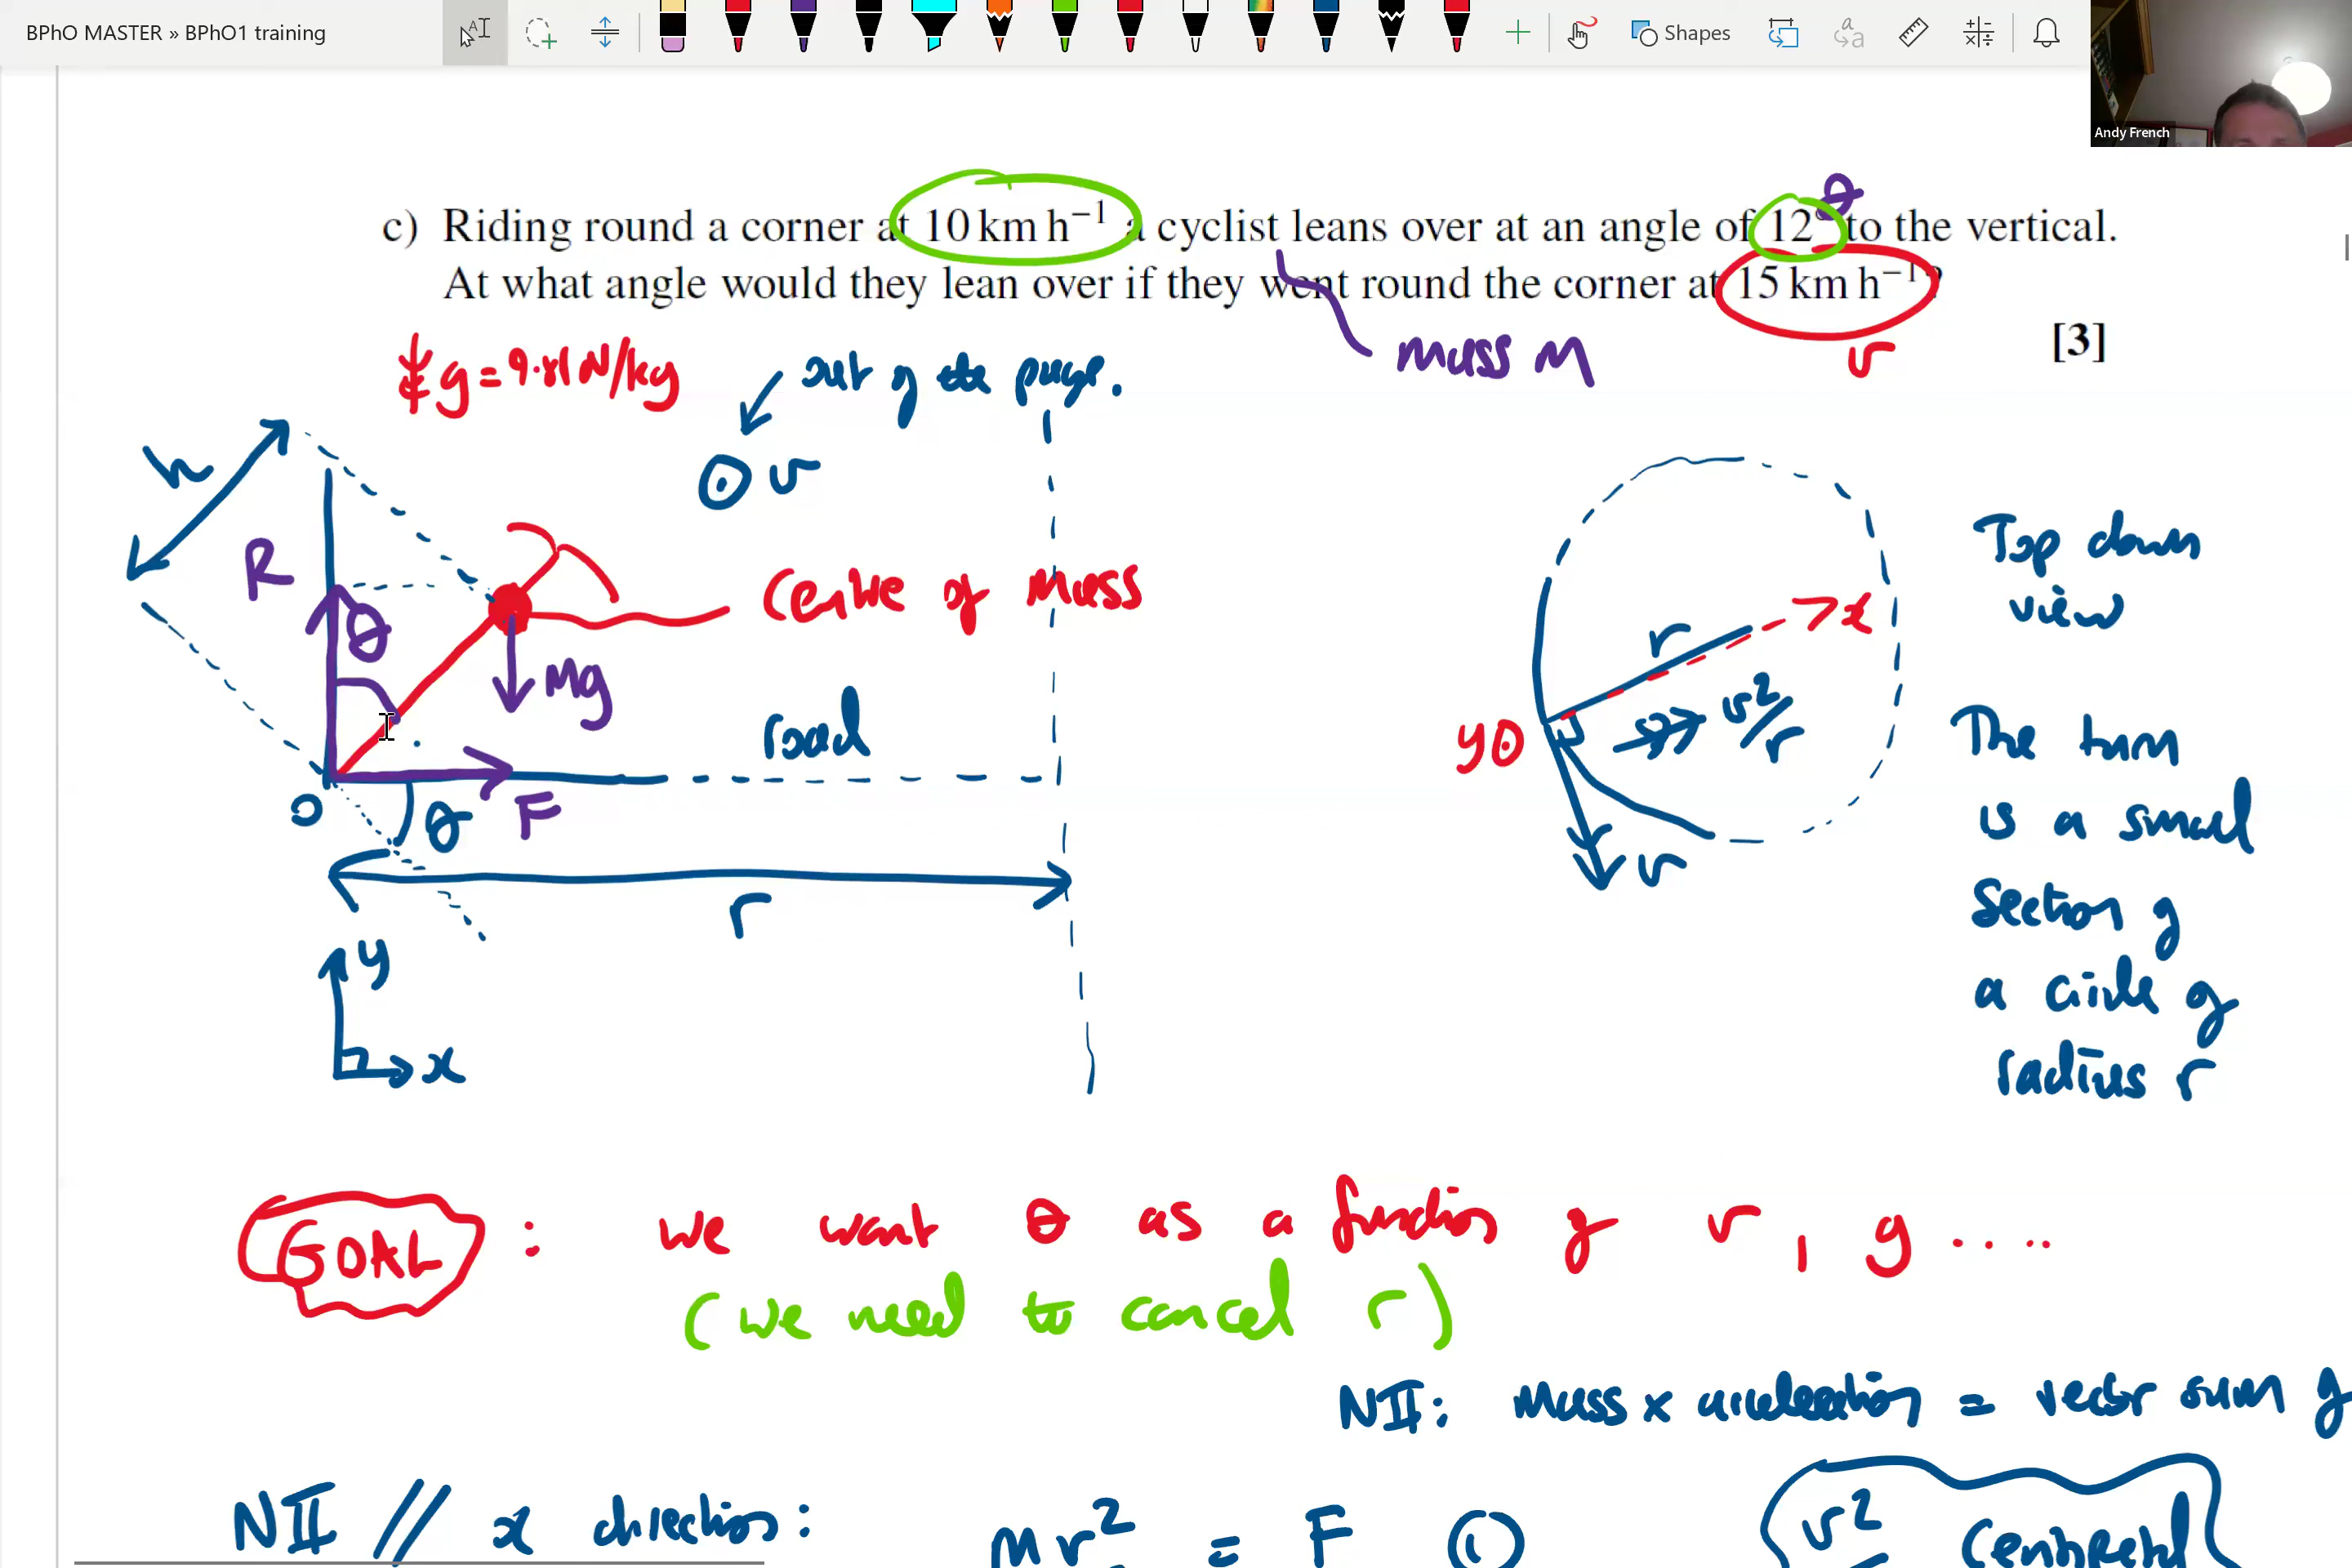 BPhO MASTER » BPhO1 training
Shapes
Andy French
c) Riding round a corner at 10 km h⁻¹ a cyclist leans over at an angle of 12° to the vertical.
θ
At what angle would they lean over if they went round the corner at 15 km h⁻¹?
[3]
↓ g = 9.81 N/kg
out of the page.
mass M
v
h
⊙ v
R
θ
Centre of Mass
Mg
road
O
θ
F
r
y
x
r
x
v²/r
y⊙
v
Top down
view
The turn
is a small
section of
a circle of
radius r
GOAL : we want θ as a function of v , g ....
(we need to cancel r)
NII: mass x acceleration = vector sum of
NII // x direction: Mv² = F ①
v² centripetal